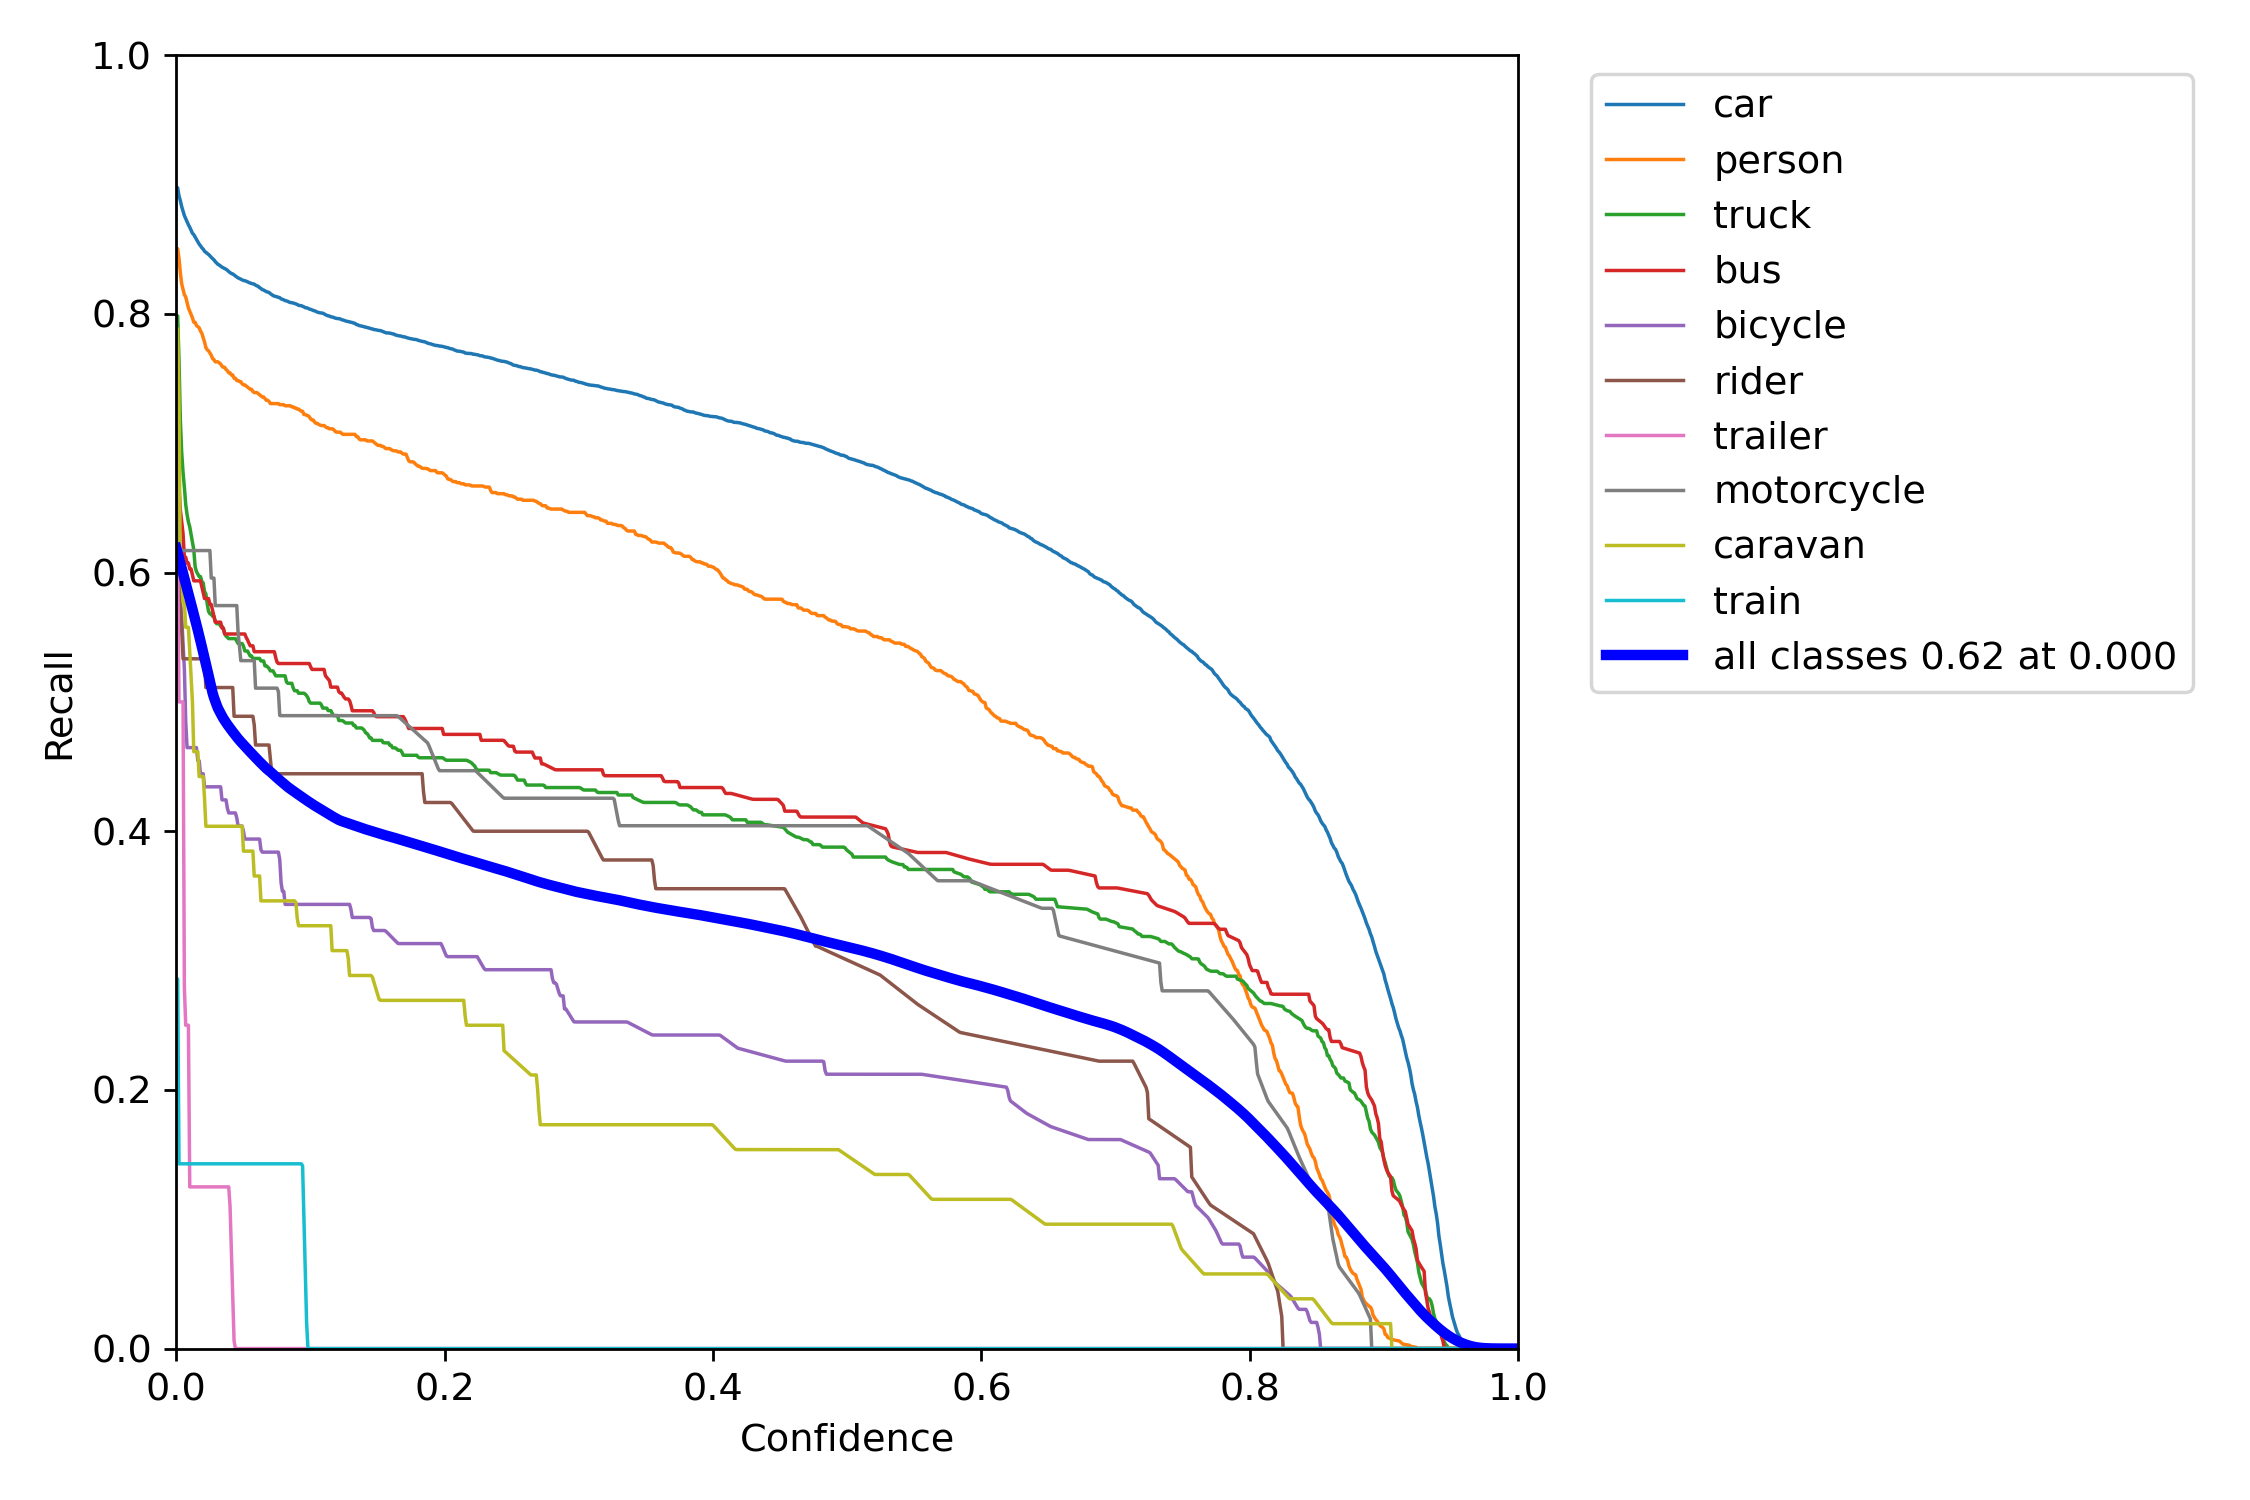 1.0
0.8
0.6
0.4
0.2
0.0
Recall
0.0 0.2 0.4 0.6 0.8 1.0
Confidence
car
person
truck
bus
bicycle
rider
trailer
motorcycle
caravan
train
all classes 0.62 at 0.000